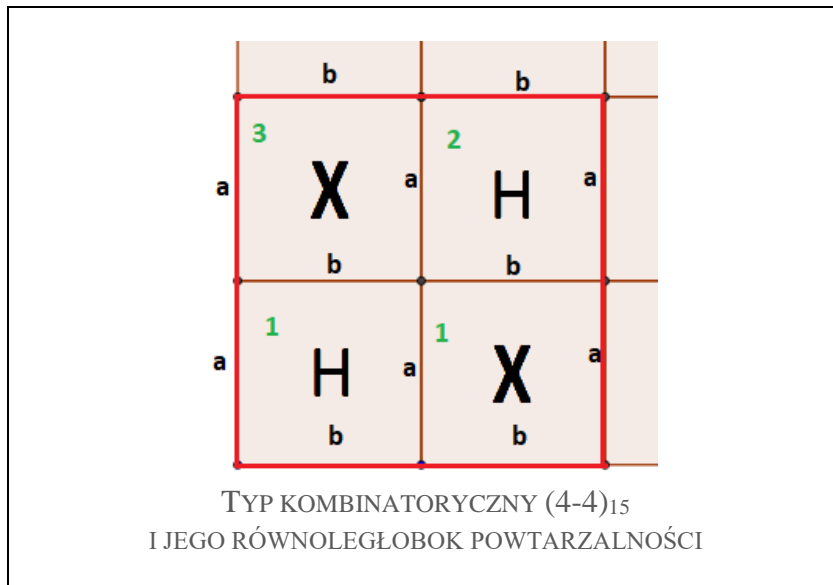 b b
3 2
a X a H a
b b
1 1
a H a X a
b b
TYP KOMBINATORYCZNY (4-4)15
I JEGO RÓWNOLEGŁOBOK POWTARZALNOŚCI